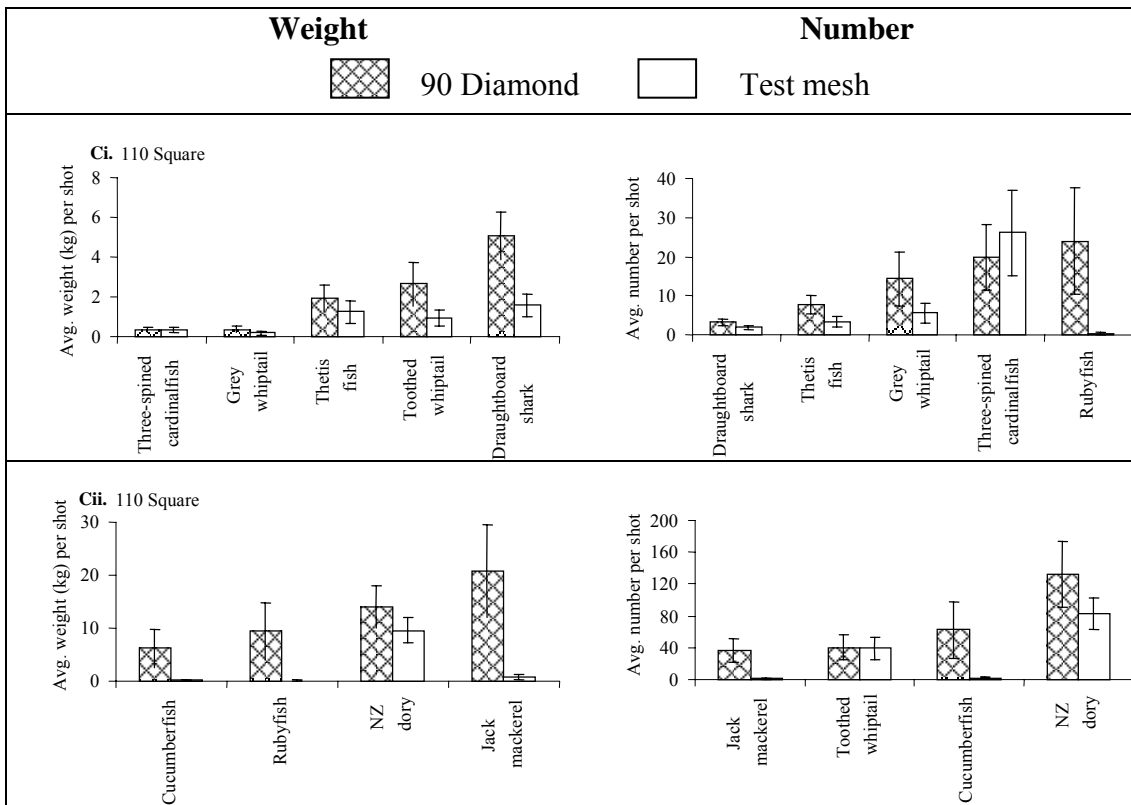 Weight Number
90 Diamond Test mesh
Ci. 110 Square
Avg. weight (kg) per shot
8
6
4
2
0
Three-spined
cardinalfish
Grey
whiptail
Thetis
fish
Toothed
whiptail
Draughtboard
shark
Avg. number per shot
40
30
20
10
0
Draughtboard
shark
Thetis
fish
Grey
whiptail
Three-spined
cardinalfish
Rubyfish
Cii. 110 Square
Avg. weight (kg) per shot
30
20
10
0
Cucumberfish
Rubyfish
NZ
dory
Jack
mackerel
Avg. number per shot
200
160
120
80
40
0
Jack
mackerel
Toothed
whiptail
Cucumberfish
NZ
dory